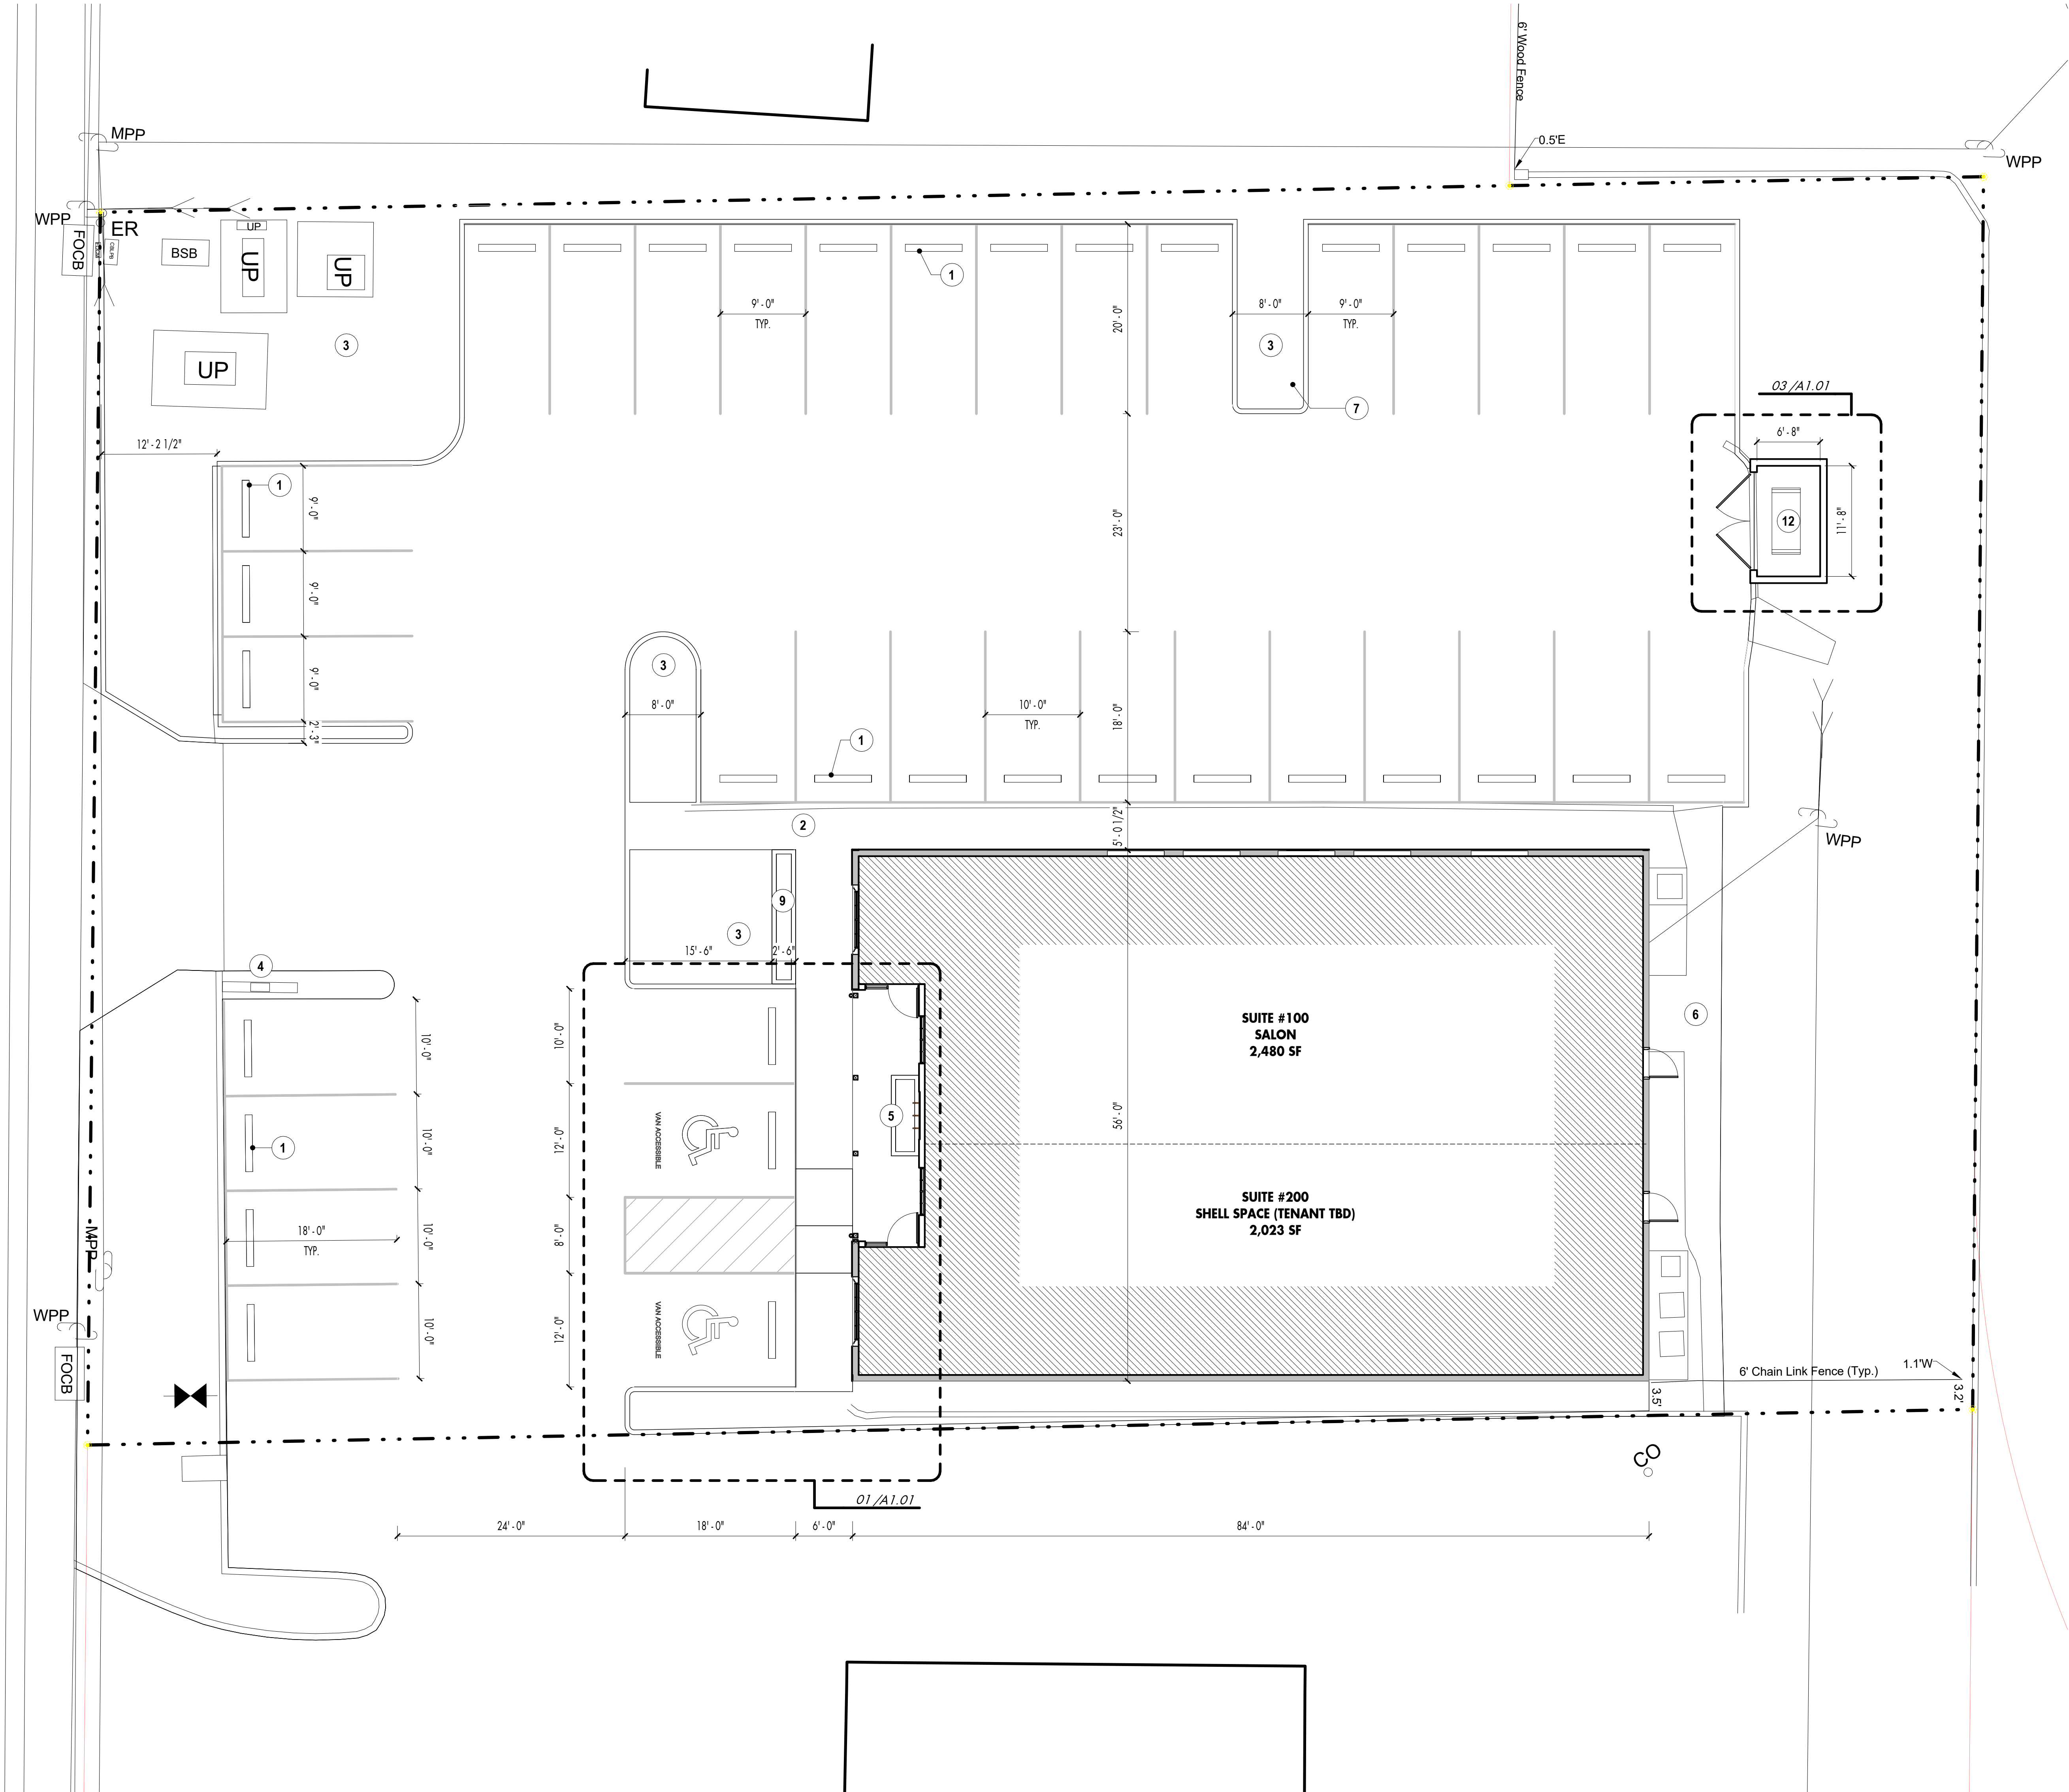 6' Wood Fence
MPP
0.5'E
WPP
WPP
ER
FOCB
BSB
UP
UP
UP
UP
1
9' - 0"
TYP.
8' - 0"
9' - 0"
TYP.
20' - 0"
3
3
7
03 /A1.01
12' - 2 1/2"
6' - 8"
1
9' - 0"
12
11' - 8"
23' - 0"
9' - 0"
3
9' - 0"
8' - 0"
10' - 0"
TYP.
18' - 0"
2' - 3"
1
2
5' - 0 1/2"
WPP
9
3
15' - 6"
2' - 6"
4
6
SUITE #100
SALON
2,480 SF
10' - 0"
10' - 0"
5
56' - 0"
VAN ACCESSIBLE
12' - 0"
10' - 0"
1
SUITE #200
SHELL SPACE (TENANT TBD)
2,023 SF
MPP
18' - 0"
TYP.
10' - 0"
8' - 0"
WPP
VAN ACCESSIBLE
12' - 0"
10' - 0"
FOCB
6' Chain Link Fence (Typ.)
1.1'W
3.5'
3.2'
CO
01 /A1.01
24' - 0"
18' - 0"
6' - 0"
84' - 0"